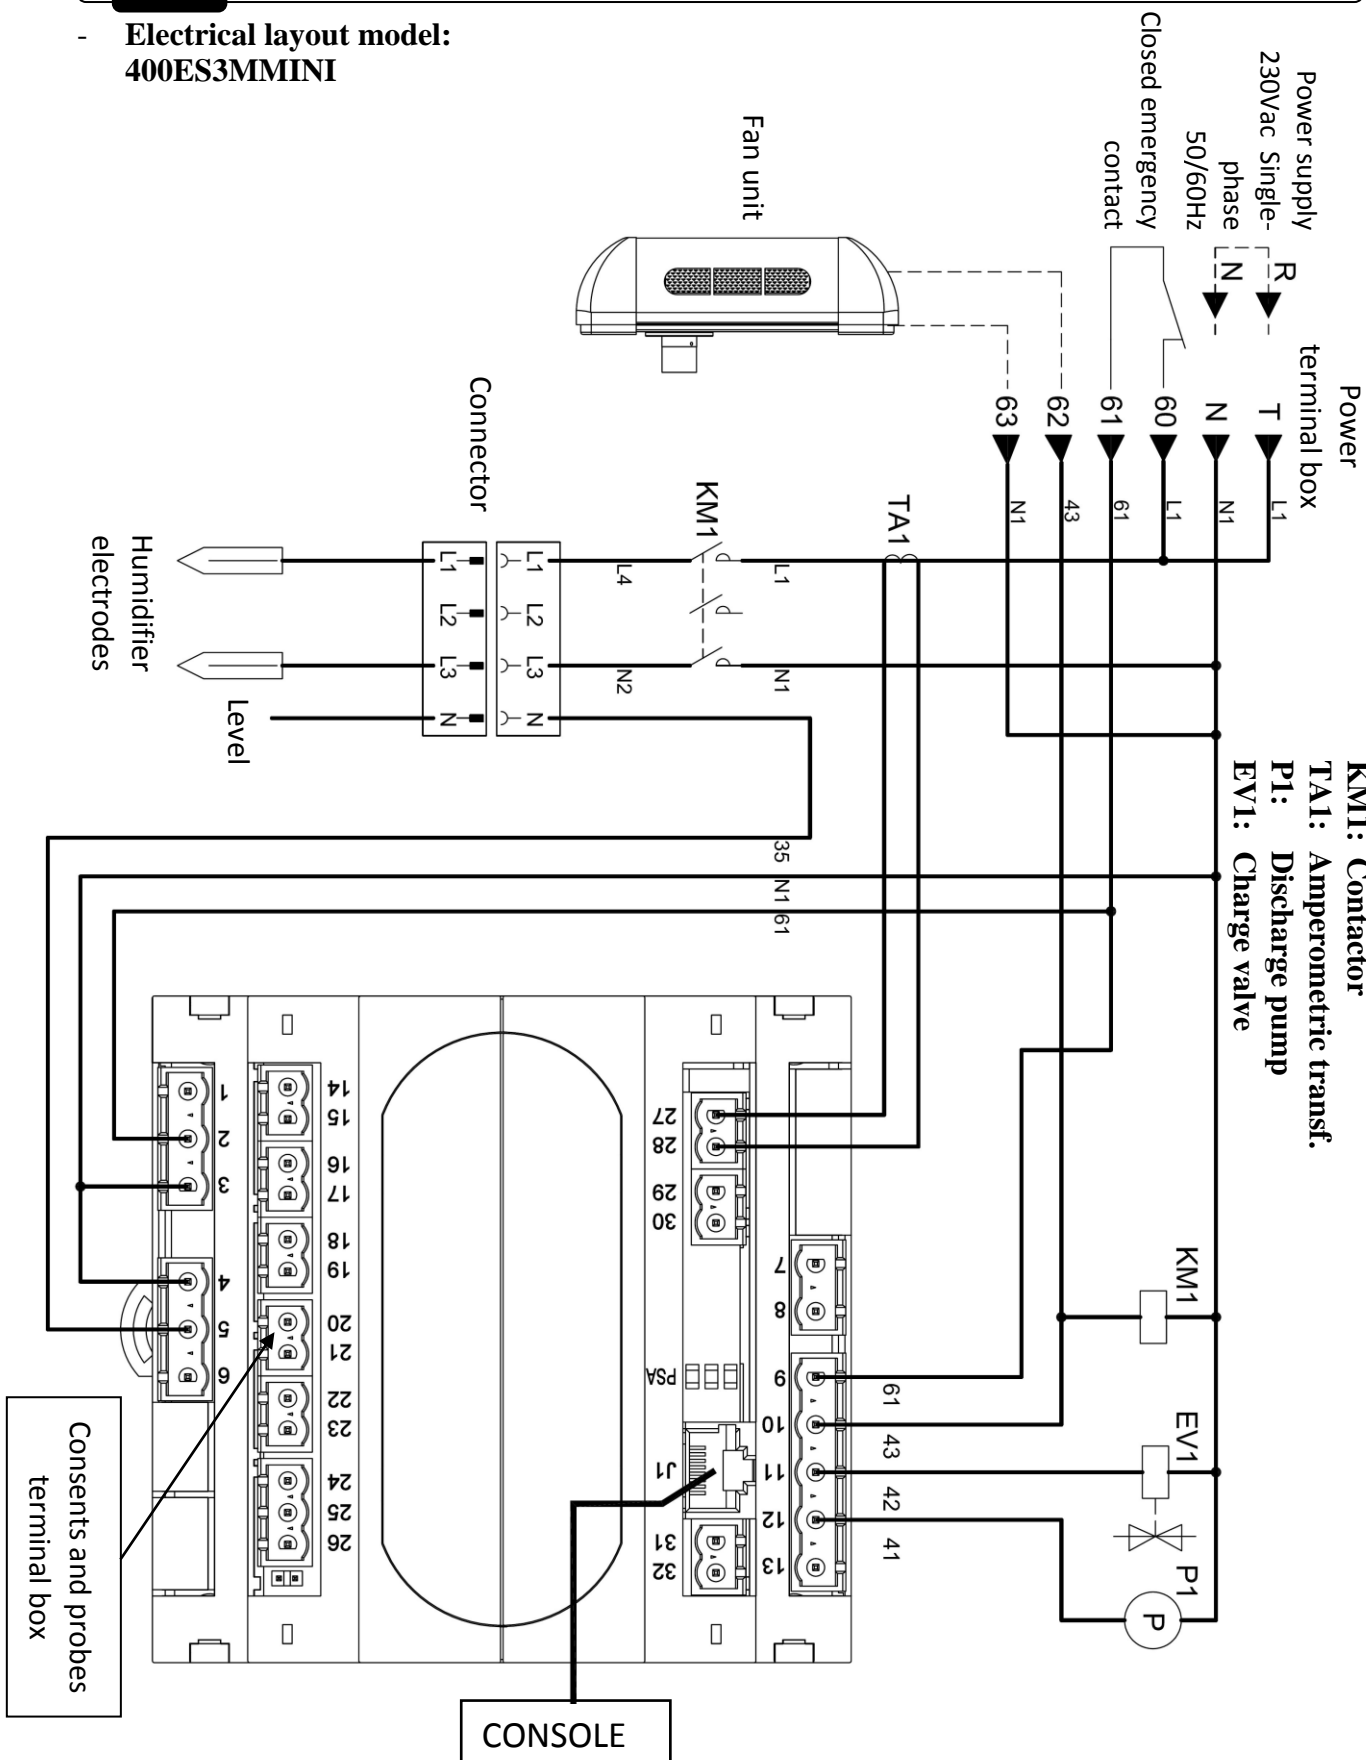 - Electrical layout model:
400ES3MMINI
Power supply
230Vac Single-
phase
50/60Hz
Closed emergency
contact
Fan unit
R
N
Power
terminal box
T
N
60
61
62
63
L1
N1
L1
61
43
N1
TA1
KM1
L1
N1
L4
N2
Connector
L1
L2
L3
N
L1
L2
L3
N
Humidifier
electrodes
Level
KM1: Contactor
TA1: Amperometric transf.
P1: Discharge pump
EV1: Charge valve
35
N1
61
KM1
EV1
P1
P
1
2
3
4
5
6
14
15
16
17
18
19
20
21
22
23
24
25
26
27
28
29
30
PSA
J1
31
32
7
8
9
10
11
12
13
61
43
42
41
Consents and probes
terminal box
CONSOLE